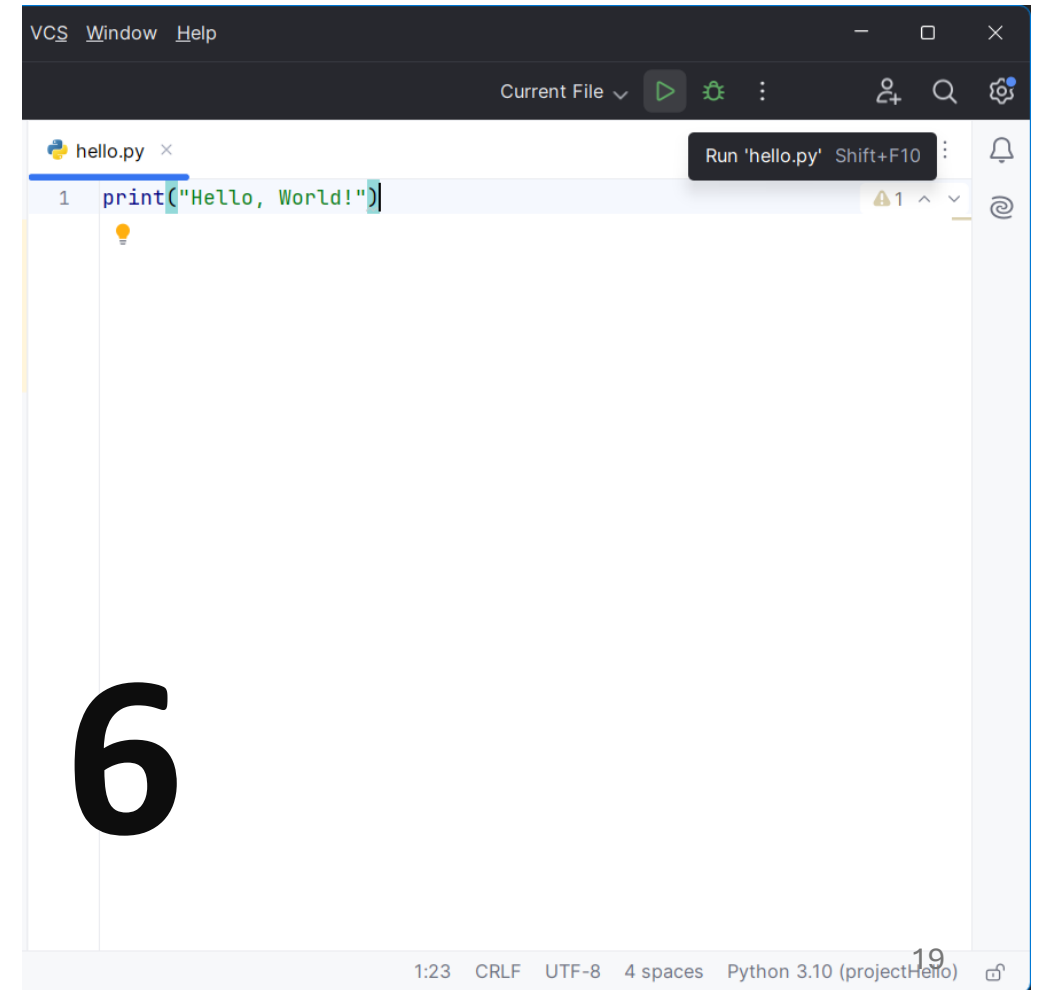 VCS Window Help
Current File
hello.py
Run 'hello.py' Shift+F10
1 print("Hello, World!")
1
6
19
1:23 CRLF UTF-8 4 spaces Python 3.10 (projectHello)